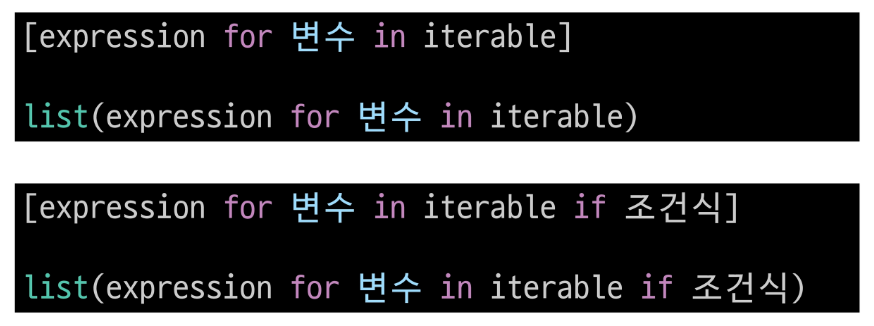 [expression for 변수 in iterable]
list(expression for 변수 in iterable)
[expression for 변수 in iterable if 조건식]
list(expression for 변수 in iterable if 조건식)